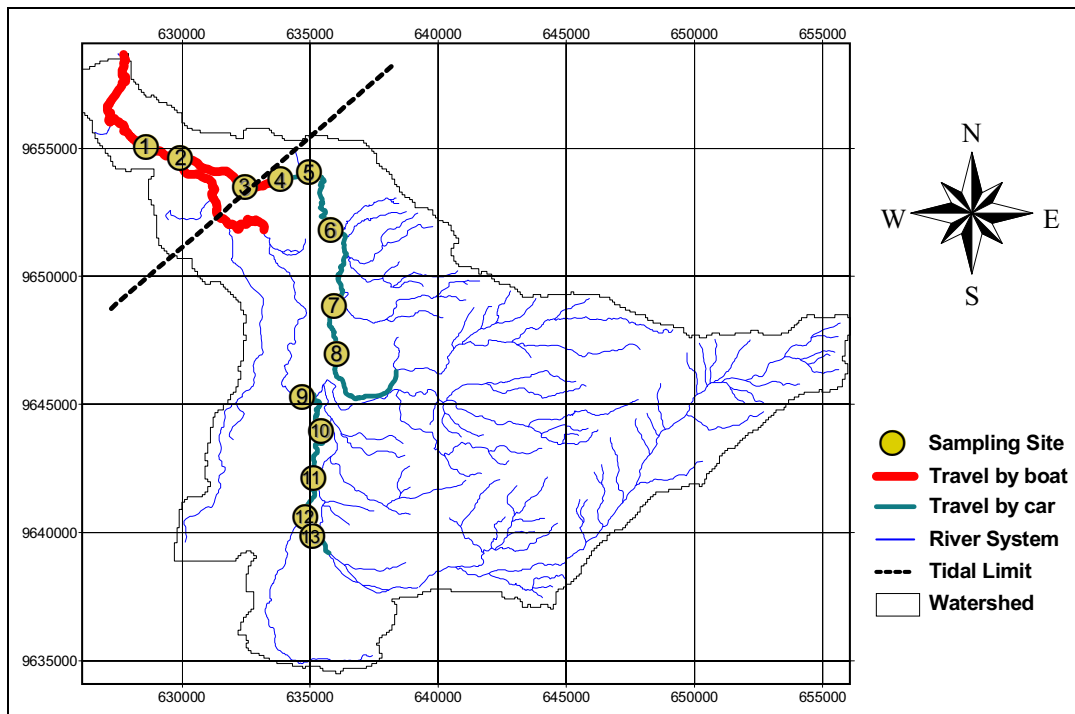 630000 635000 640000 645000 650000 655000
9655000
9650000
9645000
9640000
9635000
1
2
3
4
5
6
7
8
9
10
11
12
13
630000 635000 640000 645000 650000 655000
N
W E
S
Sampling Site
Travel by boat
Travel by car
River System
Tidal Limit
Watershed